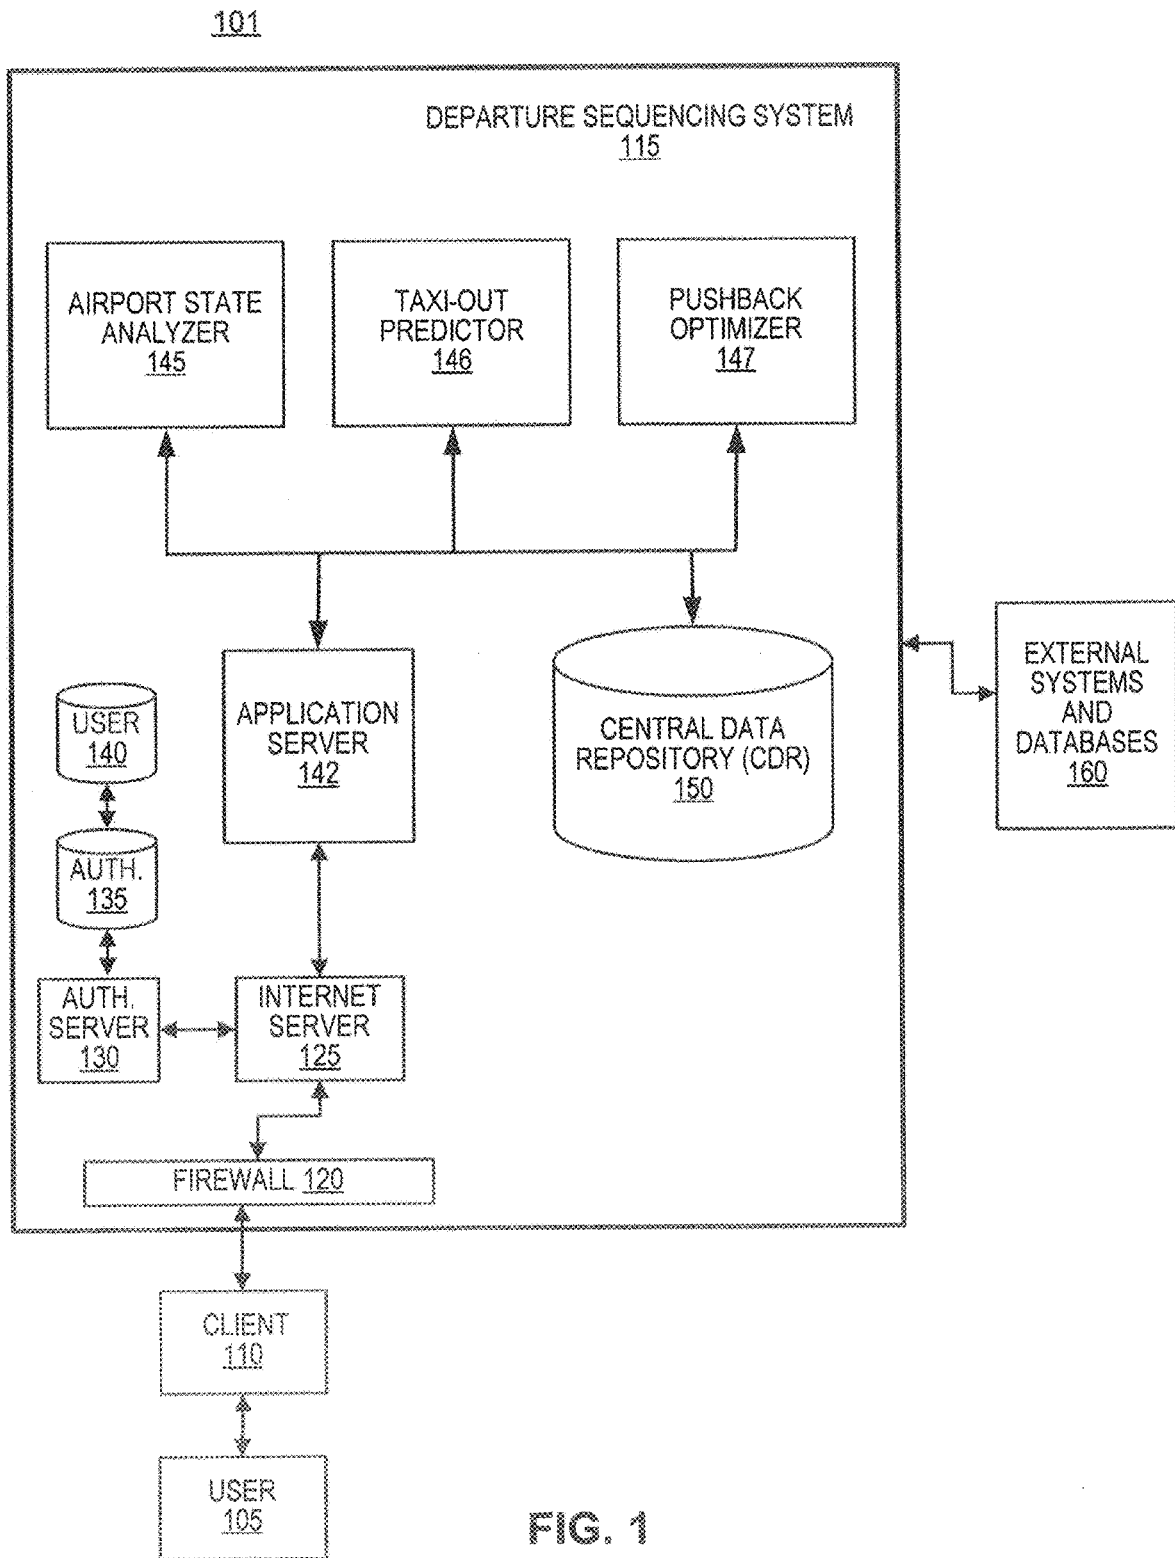 101
DEPARTURE SEQUENCING SYSTEM
115
AIRPORT STATE
ANALYZER
145
TAXI-OUT
PREDICTOR
146
PUSHBACK
OPTIMIZER
147
USER
140
AUTH.
135
APPLICATION
SERVER
142
CENTRAL DATA
REPOSITORY (CDR)
150
EXTERNAL
SYSTEMS
AND
DATABASES
160
AUTH.
SERVER
130
INTERNET
SERVER
125
FIREWALL 120
CLIENT
110
USER
105
FIG. 1